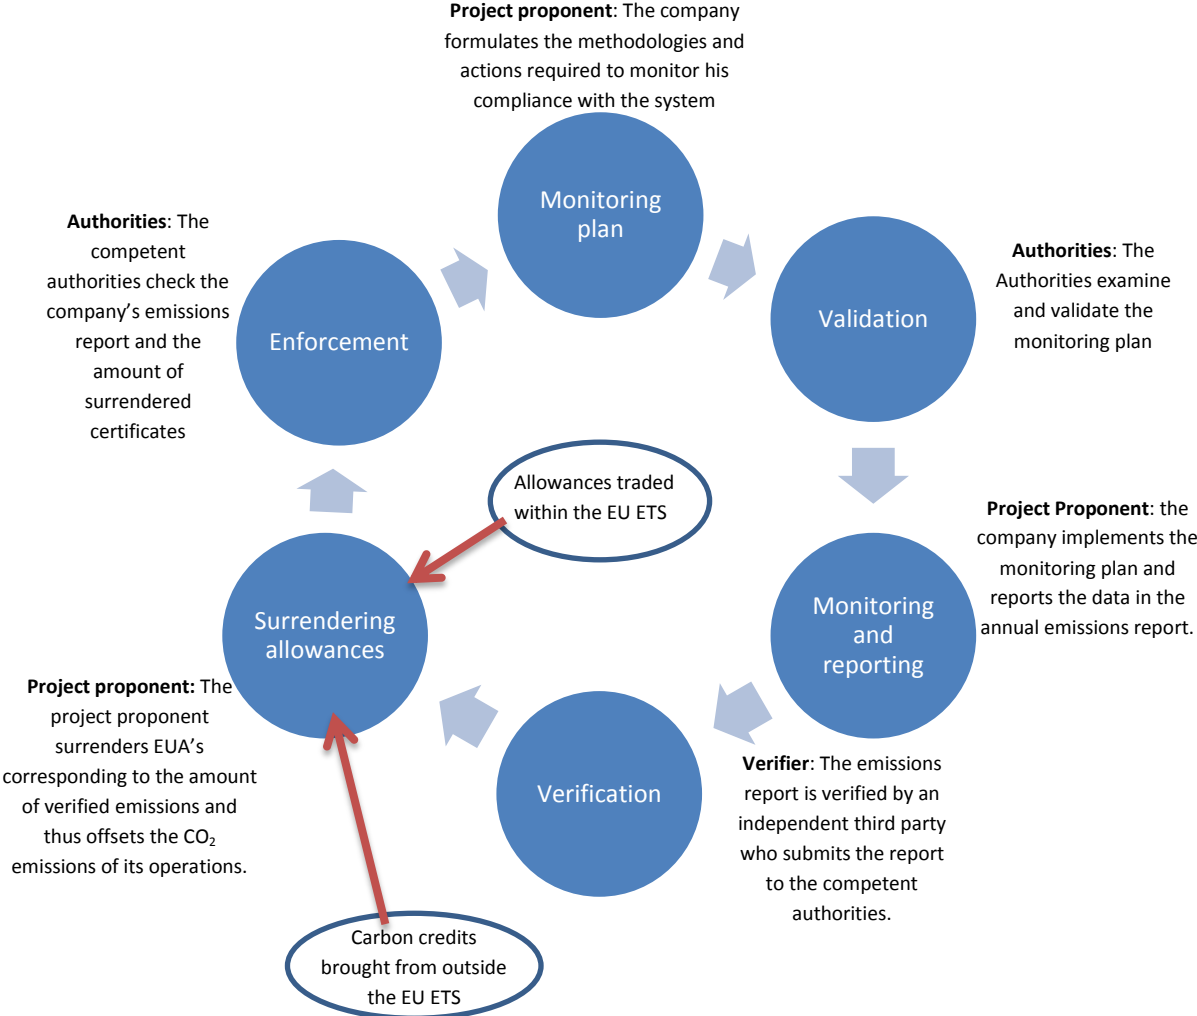 Project proponent: The company
formulates the methodologies and
actions required to monitor his
compliance with the system
Monitoring
plan
Authorities: The
Authorities examine
and validate the
monitoring plan
Validation
Project Proponent: the
company implements the
monitoring plan and
reports the data in the
annual emissions report.
Monitoring
and
reporting
Verifier: The emissions
report is verified by an
independent third party
who submits the report
to the competent
authorities.
Verification
Project proponent: The
project proponent
surrenders EUA’s
corresponding to the amount
of verified emissions and
thus offsets the CO₂
emissions of its operations.
Surrendering
allowances
Allowances traded
within the EU ETS
Carbon credits
brought from outside
the EU ETS
Authorities: The
competent
authorities check the
company’s emissions
report and the
amount of
surrendered
certificates
Enforcement